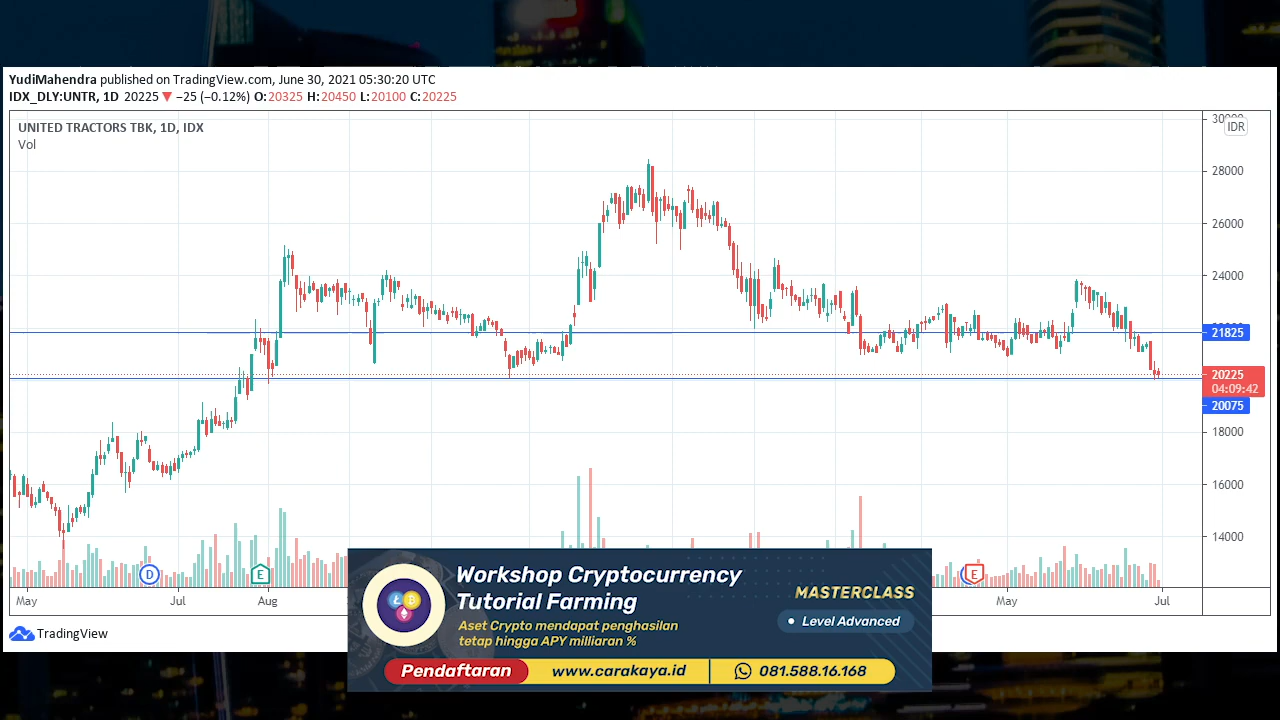 YudiMahendra published on TradingView.com, June 30, 2021 05:30:20 UTC
IDX_DLY:UNTR, 1D 20225 ▼ −25 (−0.12%) O:20325 H:20450 L:20100 C:20225
UNITED TRACTORS TBK, 1D, IDX
Vol
IDR
28000
26000
24000
21825
20225
04:09:42
20075
18000
16000
14000
D
E
E
May
Jul
Aug
May
Jul
TradingView
Workshop Cryptocurrency
Tutorial Farming
Aset Crypto mendapat penghasilan
tetap hingga APY milliaran %
MASTERCLASS
• Level Advanced
Pendaftaran
www.carakaya.id
081.588.16.168